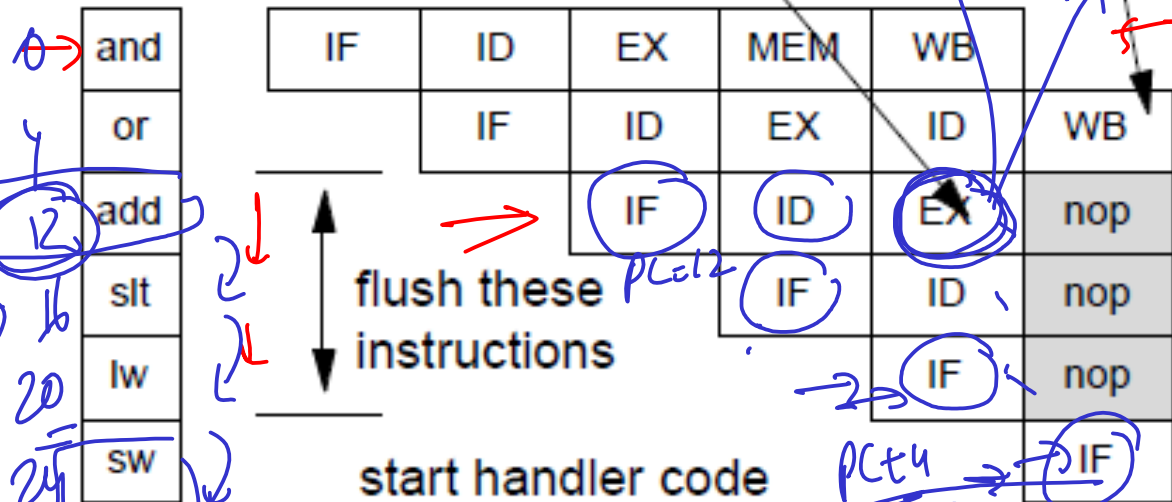 0 and IF ID EX MEM WB
4 or IF ID EX ID WB
12 add IF ID EX nop
PC=12
16 slt flush these IF ID nop
20 lw instructions IF nop
24 sw start handler code PC+4 IF